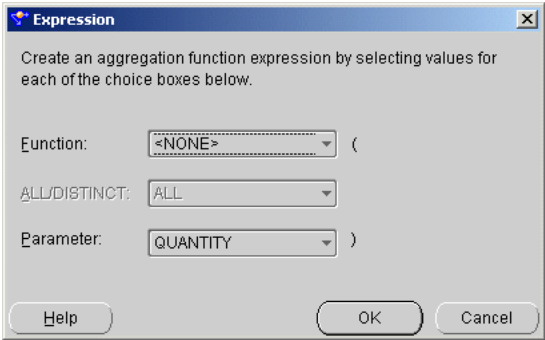 Expression
Create an aggregation function expression by selecting values for
each of the choice boxes below.
Function: <NONE> (
ALL/DISTINCT: ALL
Parameter: QUANTITY )
Help OK Cancel